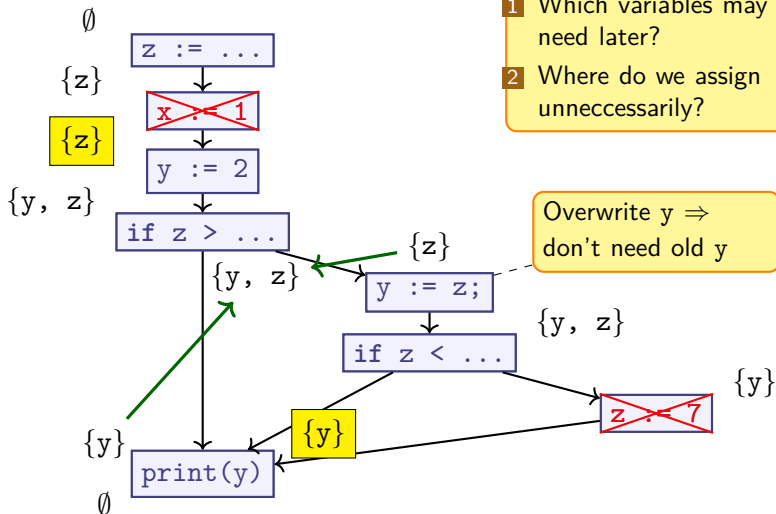 ∅
1 Which variables may
need later?
z := ...
{z}
2 Where do we assign
unneccessarily?
x := 1
{z}
y := 2
{y, z}
if z > ...
Overwrite y ⇒
don't need old y
{z}
{y, z}
y := z;
{y, z}
if z < ...
{y}
z := 7
{y}
{y}
print(y)
∅